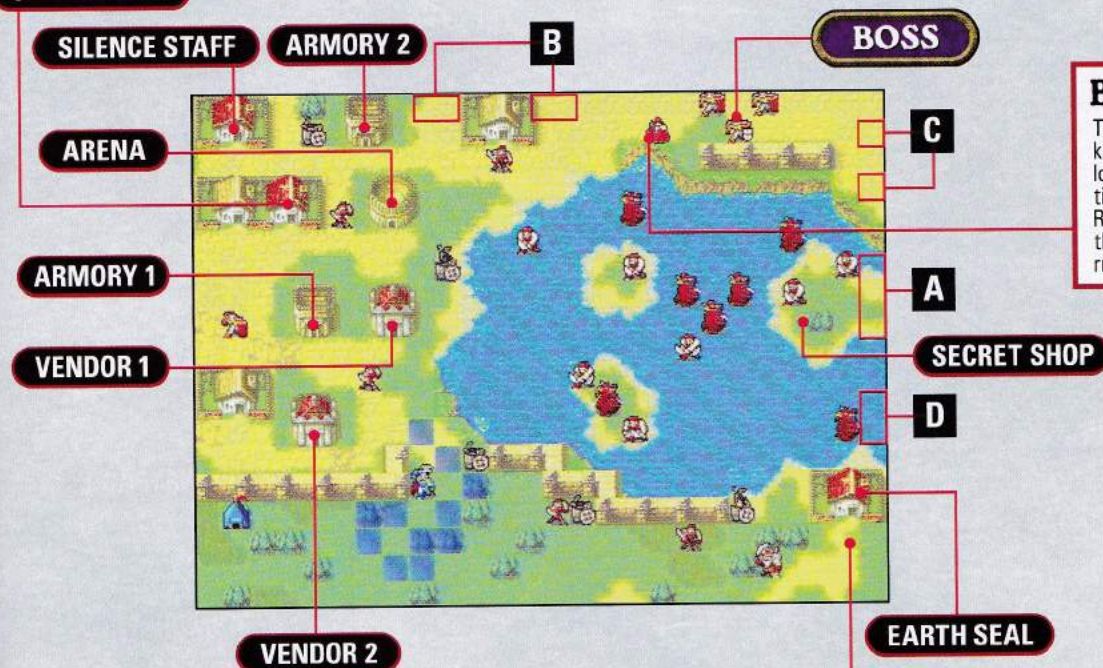 SILENCE STAFF
ARMORY 2
B
BOSS
ARENA
C
ARMORY 1
A
VENDOR 1
SECRET SHOP
D
VENDOR 2
EARTH SEAL